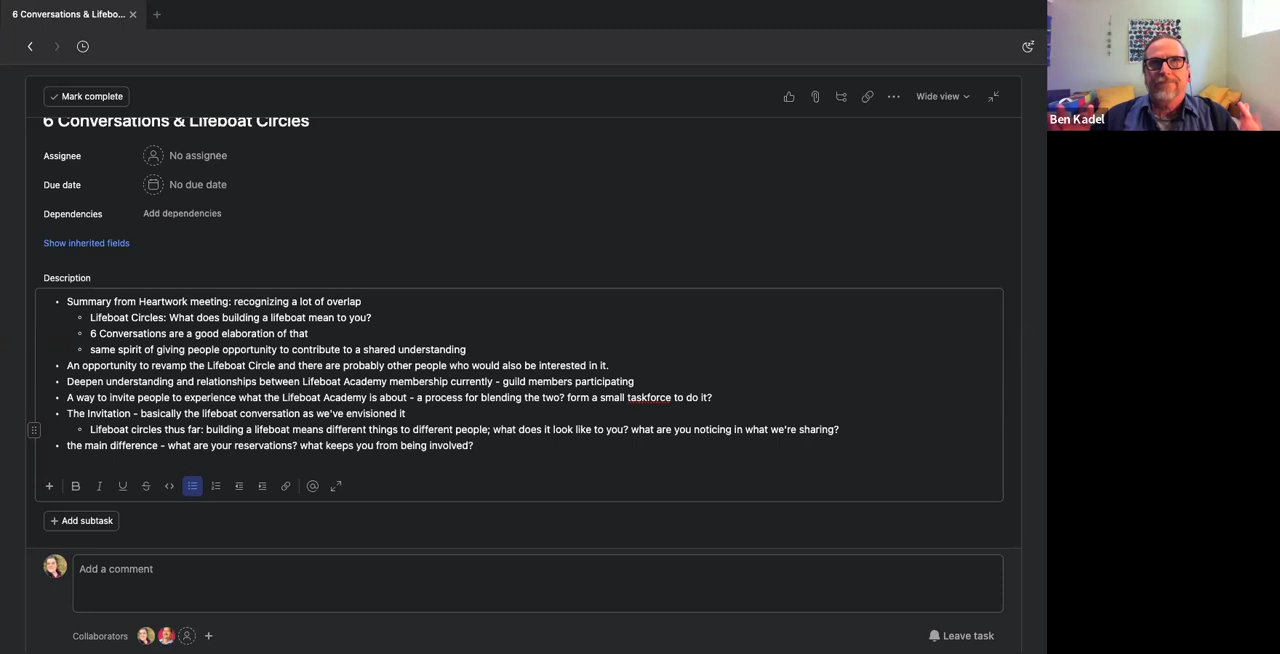 6 Conversations & Lifebo...
Mark complete
Wide view
6 Conversations & Lifeboat Circles
Ben Kadel
Assignee
No assignee
Due date
No due date
Dependencies
Add dependencies
Show inherited fields
Description
Summary from Heartwork meeting: recognizing a lot of overlap
Lifeboat Circles: What does building a lifeboat mean to you?
6 Conversations are a good elaboration of that
same spirit of giving people opportunity to contribute to a shared understanding
An opportunity to revamp the Lifeboat Circle and there are probably other people who would also be interested in it.
Deepen understanding and relationships between Lifeboat Academy membership currently - guild members participating
A way to invite people to experience what the Lifeboat Academy is about - a process for blending the two? form a small taskforce to do it?
The Invitation - basically the lifeboat conversation as we've envisioned it
Lifeboat circles thus far: building a lifeboat means different things to different people; what does it look like to you? what are you noticing in what we're sharing?
the main difference - what are your reservations? what keeps you from being involved?
Add subtask
Add a comment
Collaborators
Leave task